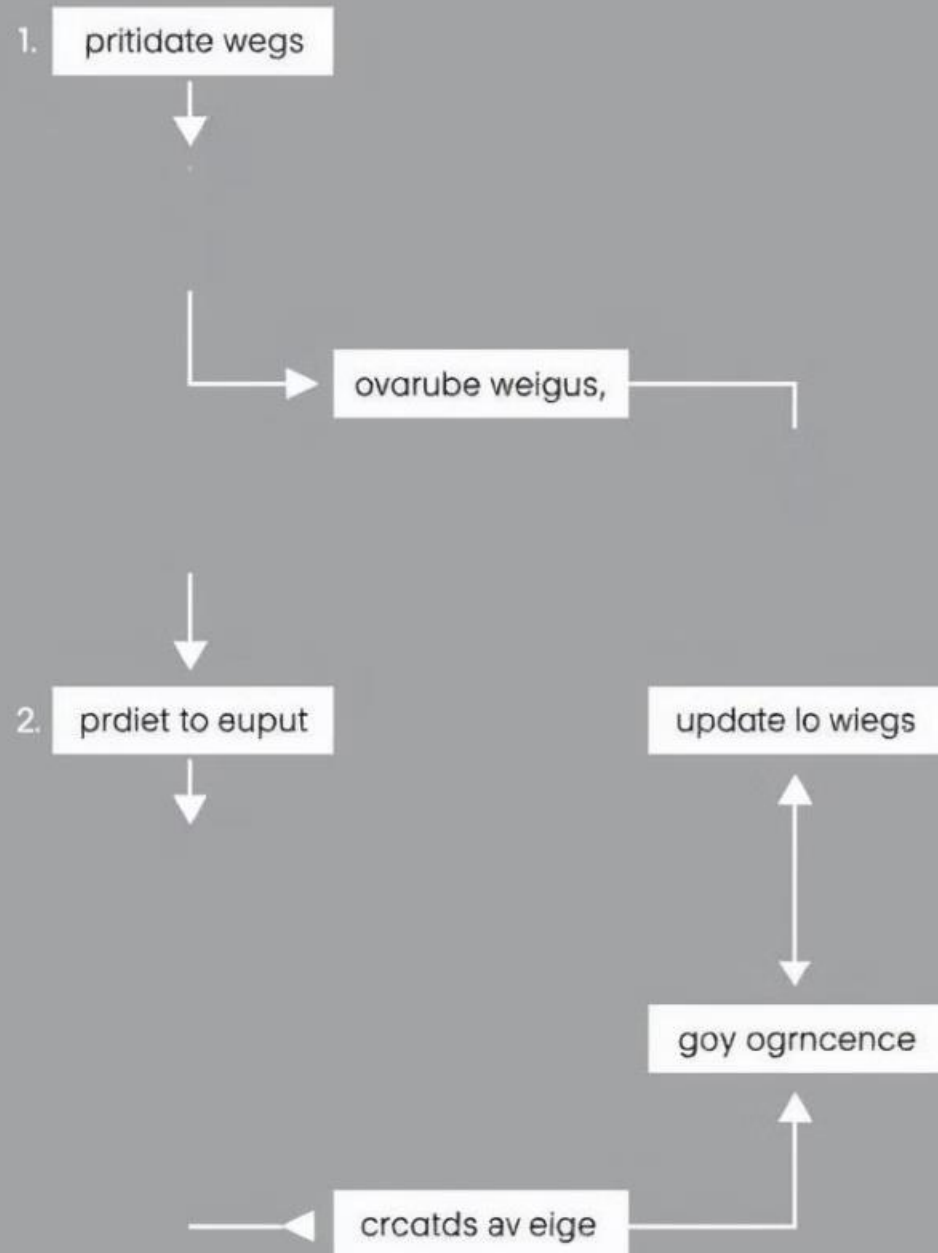 1. pritidate wegs
ovarube weigus,
2. prdiet to euput
update lo wiegs
goy ogrncence
crcatds av eige